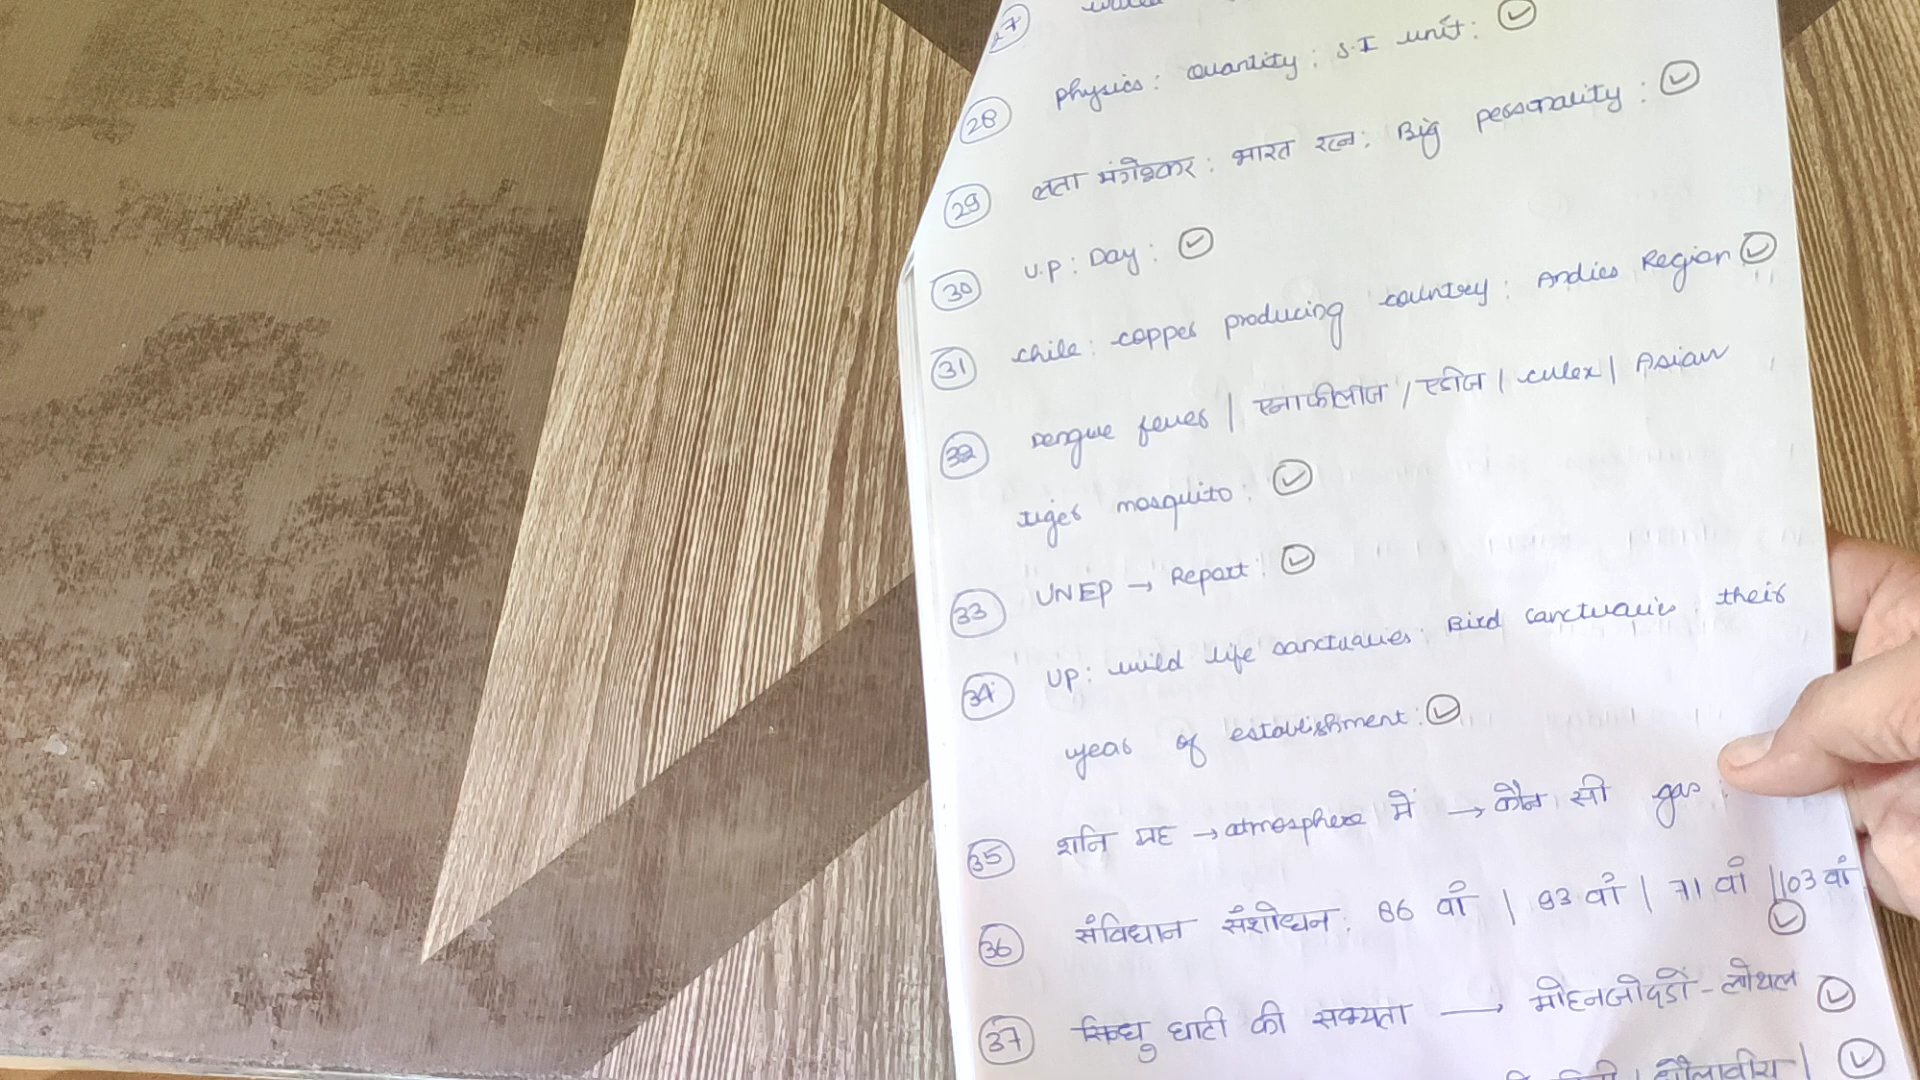 27
28 physics: Quantity: S.I unit:
29 लता मंगेशकर: भारत रत्न: Big personality:
30 U.P: Day:
31 chile: copper producing country: Andies Region
32 Dengue fever | एनाफीलीज / एडीज | culex | Asian
tiger mosquito:
33 UNEP → Report:
34 UP: wild life sanctuaries: Bird sanctuaries: their
year of establishment:
35 शनि ग्रह → atmosphere में → कौन सी gas:
36 संविधान संशोधन: 86 वाँ | 93 वाँ | 71 वाँ | 103 वाँ
37 सिन्धु घाटी की सभ्यता → मोहनजोदड़ो - लोथल
धौलावीरा |